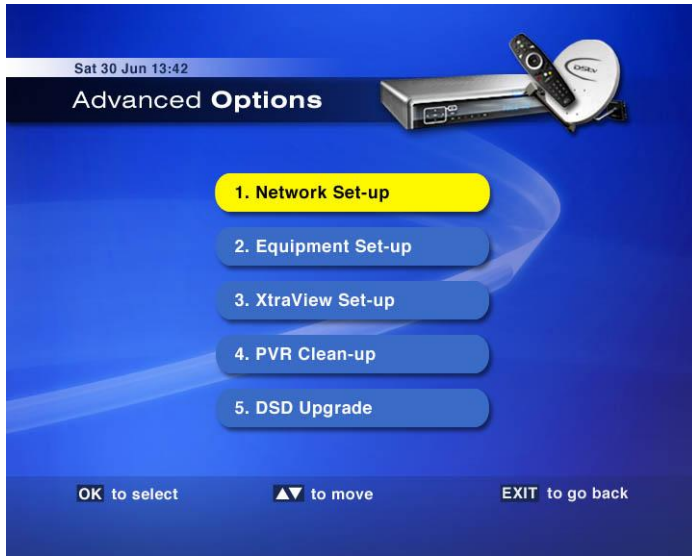 Sat 30 Jun 13:42
Advanced Options
DStv
1. Network Set-up
2. Equipment Set-up
3. XtraView Set-up
4. PVR Clean-up
5. DSD Upgrade
OK to select ▲▼ to move EXIT to go back